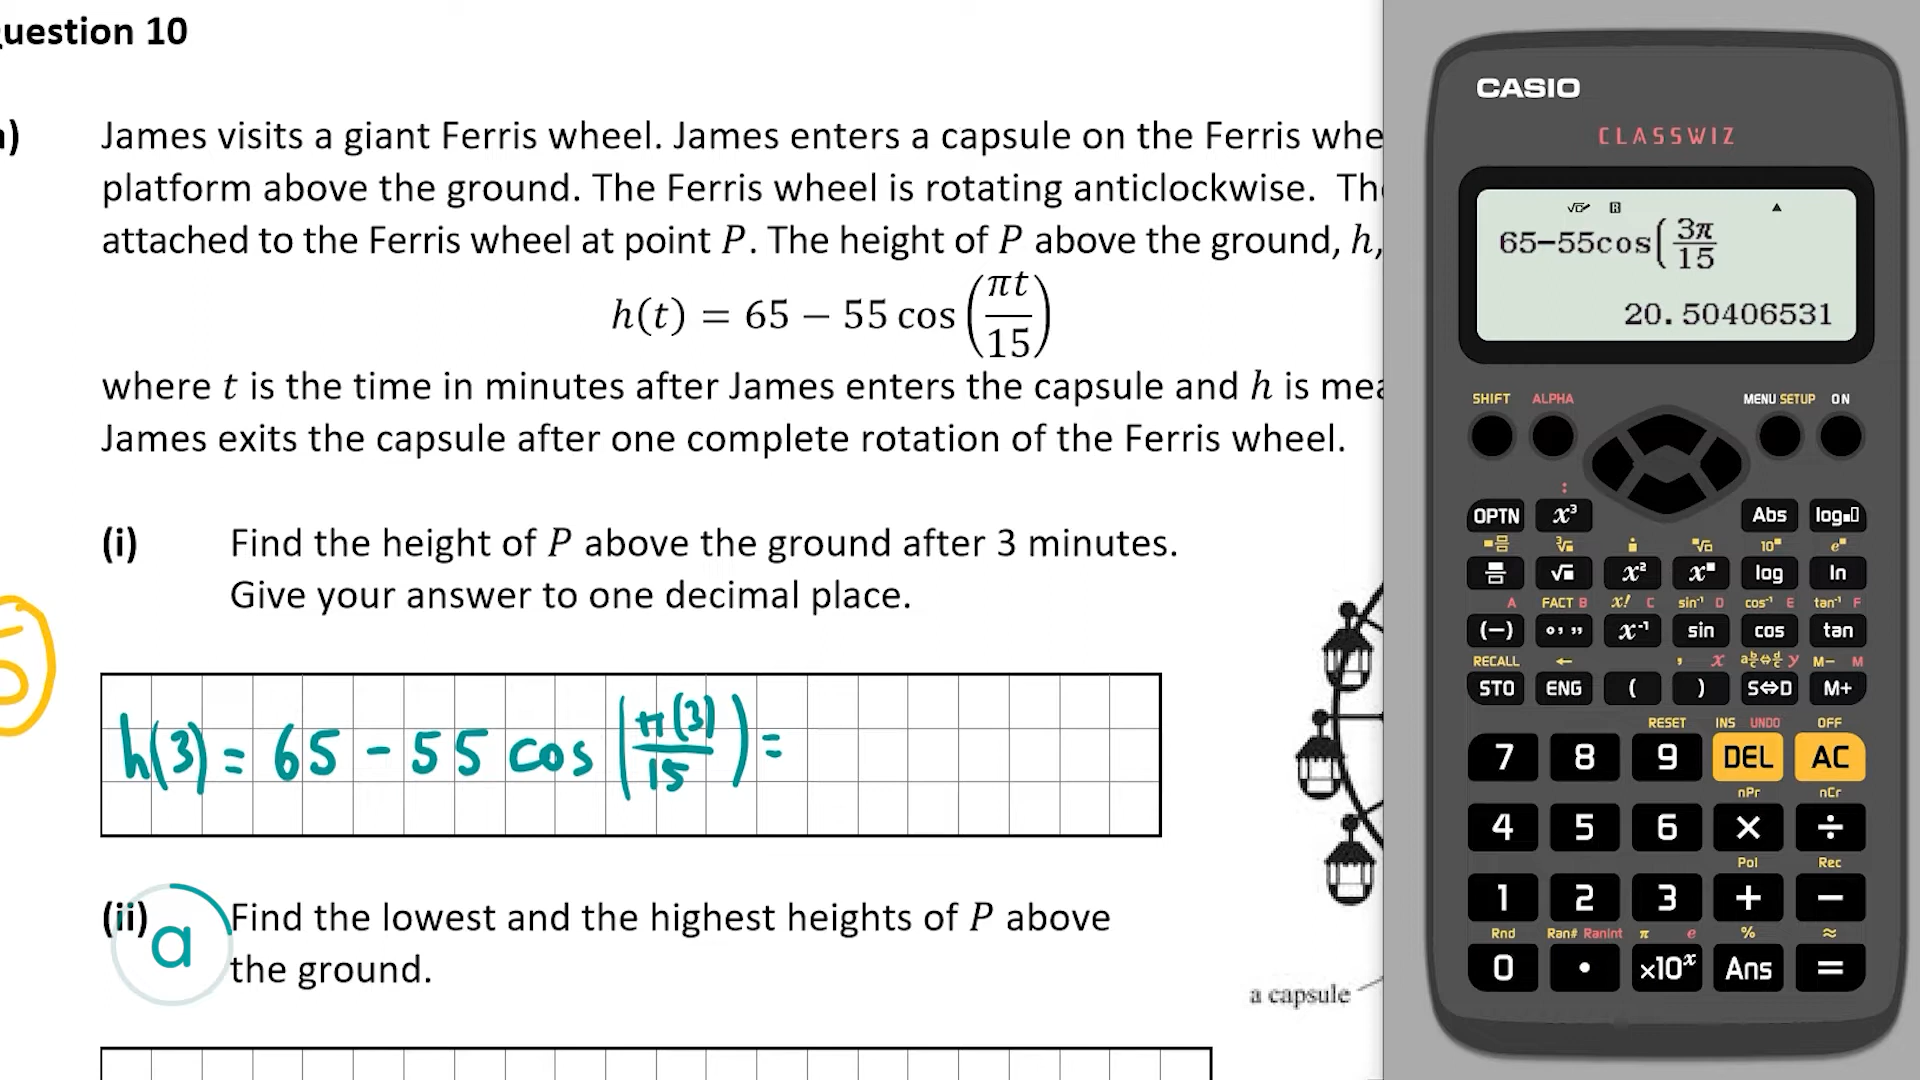 uestion 10
James visits a giant Ferris wheel. James enters a capsule on the Ferris whe
platform above the ground. The Ferris wheel is rotating anticlockwise. Th
attached to the Ferris wheel at point P. The height of P above the ground, h,
h(t) = 65 − 55 cos (πt/15)
where t is the time in minutes after James enters the capsule and h is mea
James exits the capsule after one complete rotation of the Ferris wheel.
(i) Find the height of P above the ground after 3 minutes.
Give your answer to one decimal place.
h(3) = 65 - 55 cos (π(3)/15) =
(ii) Find the lowest and the highest heights of P above
a
the ground.
a capsule
CASIO
CLASSWIZ
65−55cos(3π/15
20.50406531
SHIFT ALPHA MENU SETUP ON
:
OPTN x³ Abs log▪□
▪▤ ³√▪ ▪√□ 10▪ e▪
√▪ x² x▪ log ln
A FACT B x! C sin⁻¹ D cos⁻¹ E tan⁻¹ F
(−) °’ ” x⁻¹ sin cos tan
RECALL ← , x a b/c⇔d/c y M− M
STO ENG ( ) S⇔D M+
RESET INS UNDO OFF
7 8 9 DEL AC
nPr nCr
4 5 6 × ÷
Pol Rec
1 2 3 + −
Rnd Ran# RanInt π e % ≈
0 • ×10ˣ Ans =